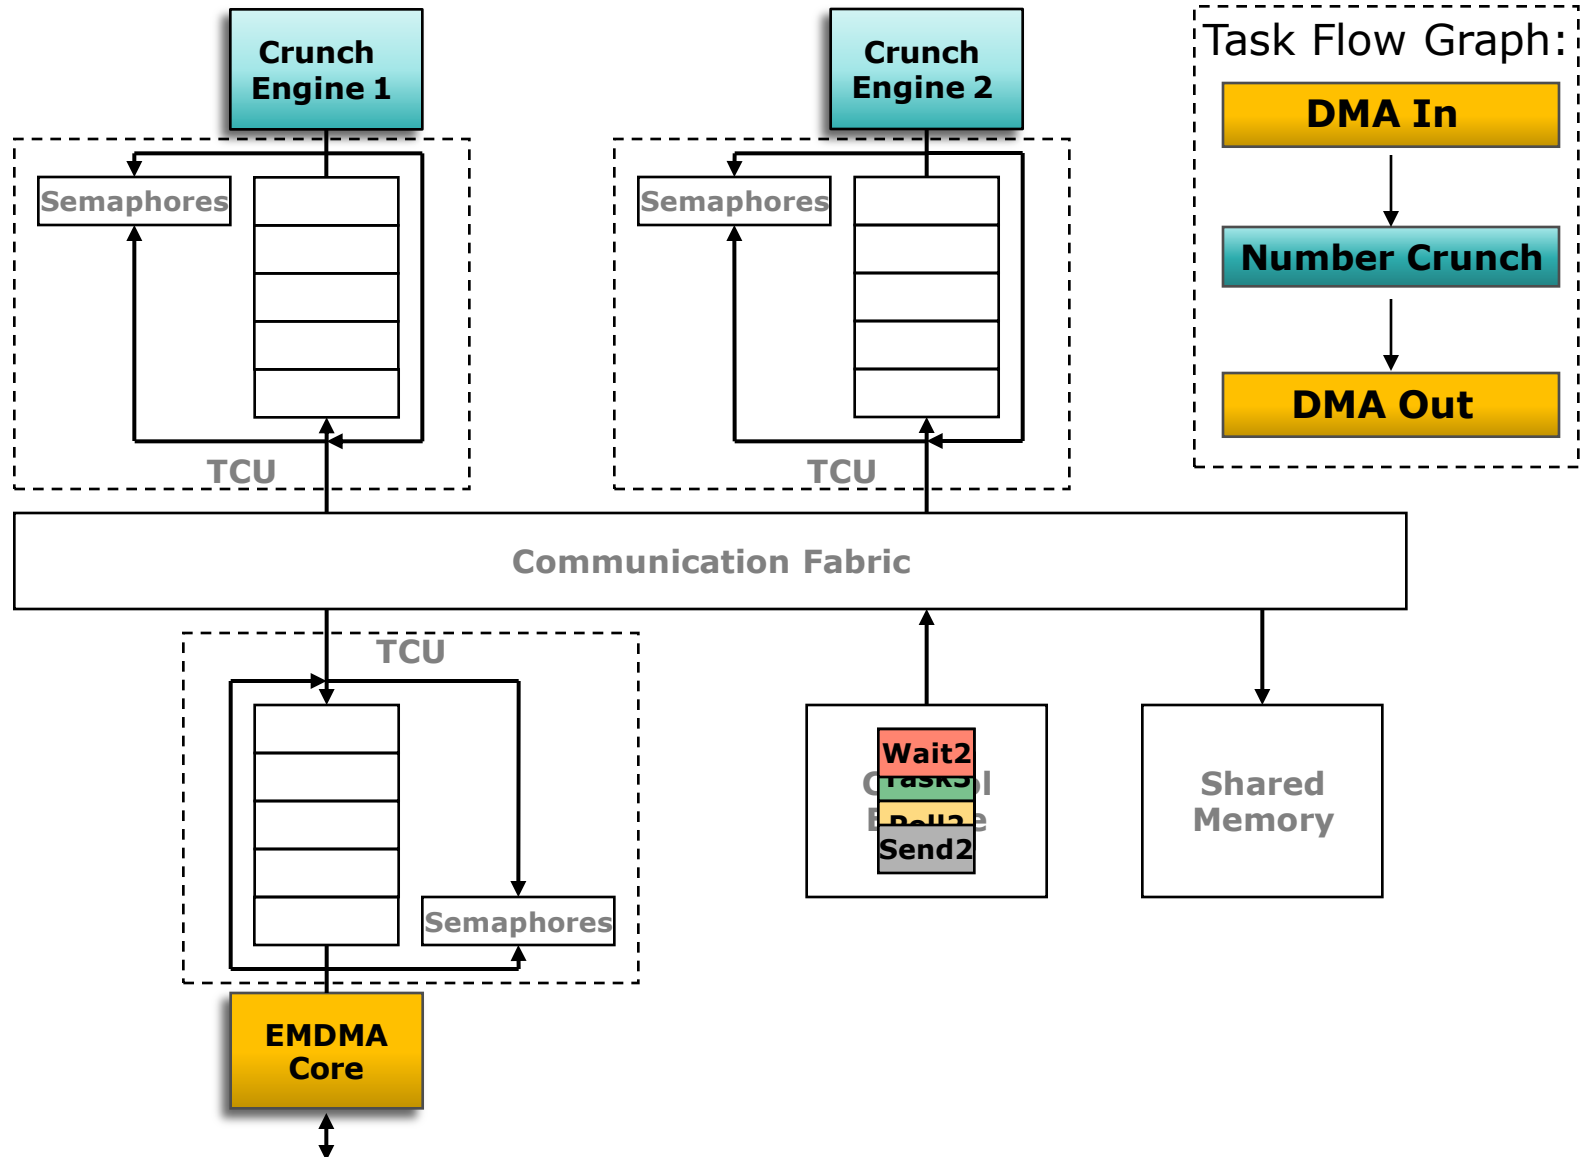 Crunch
Engine 1
Crunch
Engine 2
Task Flow Graph:
DMA In
Semaphores
Semaphores
Number Crunch
DMA Out
TCU
TCU
Communication Fabric
TCU
Wait2
Send2
Shared
Memory
Semaphores
EMDMA
Core